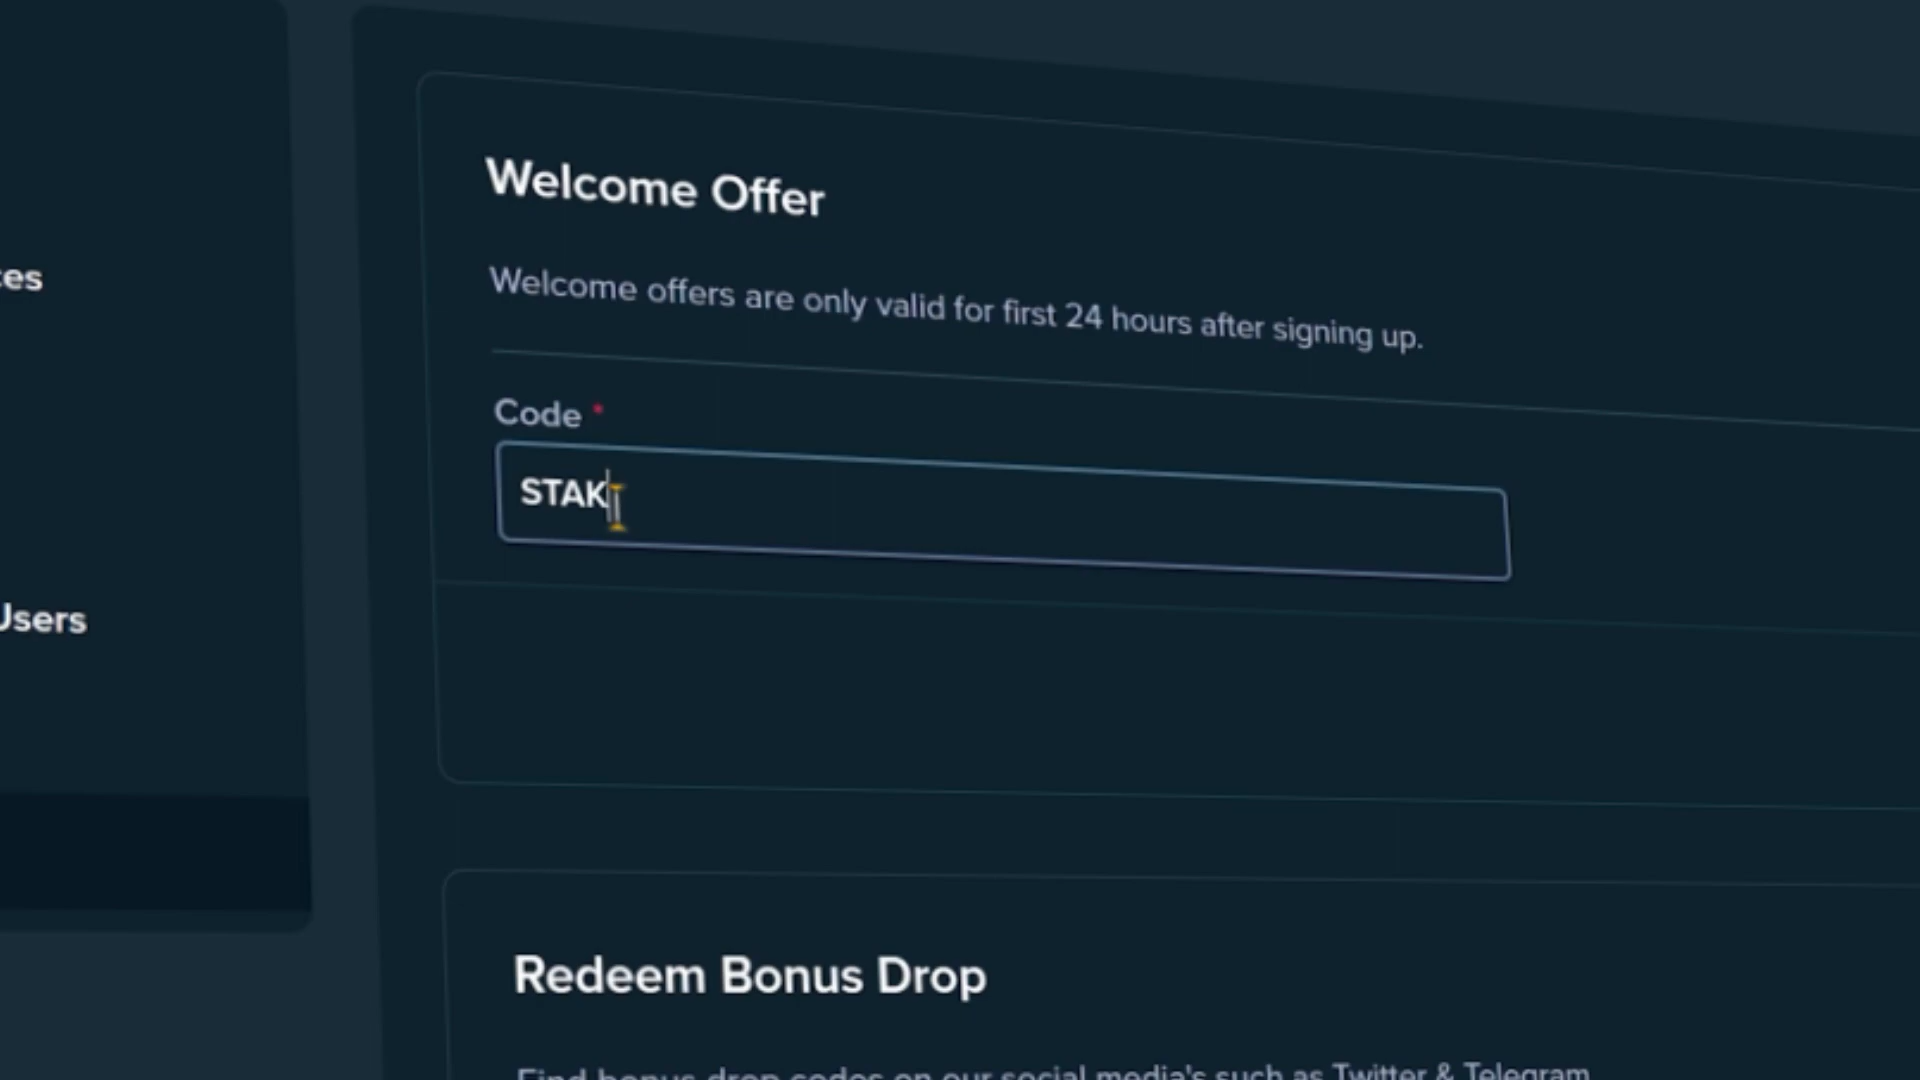 Welcome Offer
ces
Welcome offers are only valid for first 24 hours after signing up.
Code *
STAK
Users
Redeem Bonus Drop
Find bonus drop codes on our social media's such as Twitter & Telegram